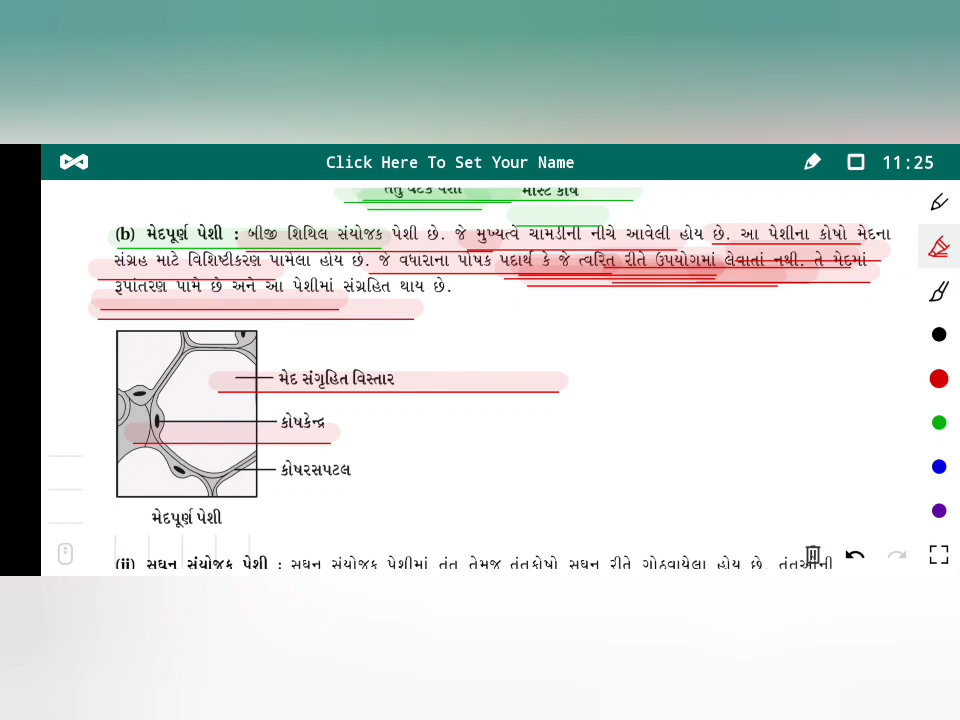 Click Here To Set Your Name
11:25
તંતુ ઘટક પેશી માસ્ટ કોષ
(b) મેદપૂર્ણ પેશી : બીજી શિથિલ સંયોજક પેશી છે. જે મુખ્યત્વે ચામડીની નીચે આવેલી હોય છે. આ પેશીના કોષો મેદના
સંગ્રહ માટે વિશિષ્ટીકરણ પામેલા હોય છે. જે વધારાના પોષક પદાર્થ કે જે ત્વરિત રીતે ઉપયોગમાં લેવાતાં નથી. તે મેદમાં
રૂપાંતરણ પામે છે અને આ પેશીમાં સંગ્રહિત થાય છે.
મેદ સંગૃહિત વિસ્તાર
કોષકેન્દ્ર
કોષરસપટલ
મેદપૂર્ણ પેશી
(ii) સઘન સંયોજક પેશી : સઘન સંયોજક પેશીમાં તંતુ તેમજ તંતુકોષો સઘન રીતે ગોઠવાયેલા હોય છે. તંતુઓની